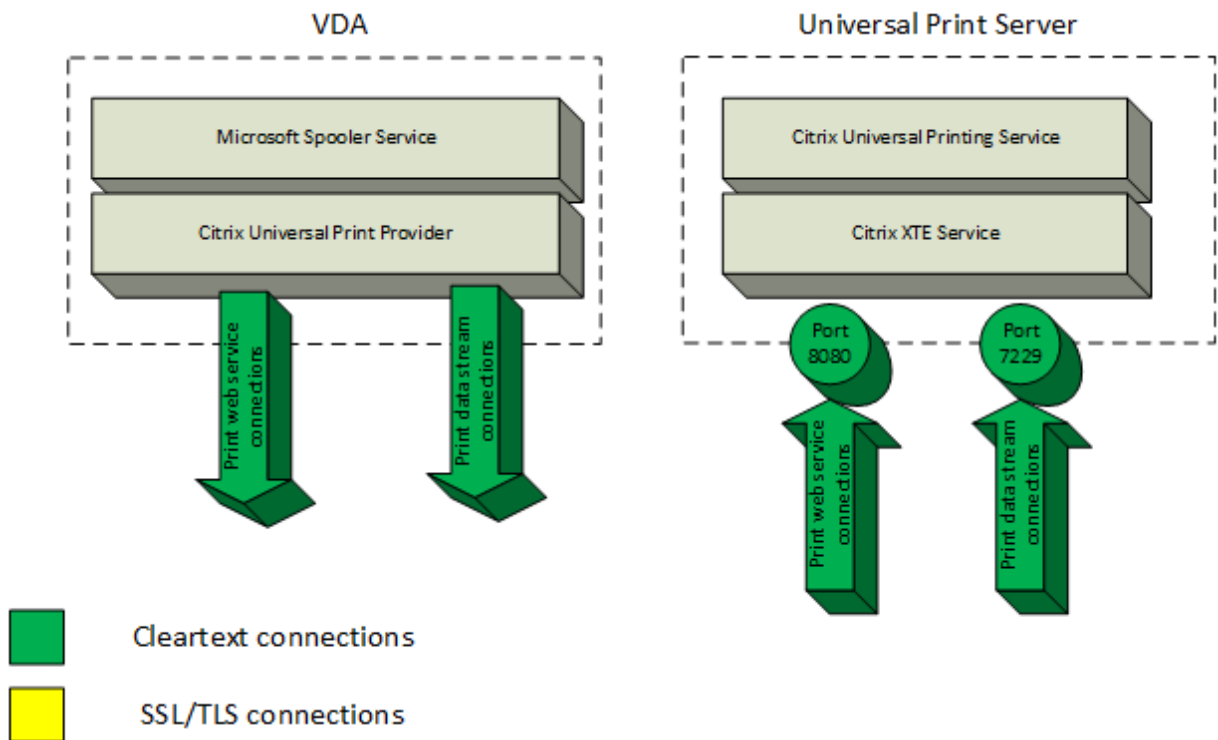 VDA
Universal Print Server
Microsoft Spooler Service
Citrix Universal Print Provider
Citrix Universal Printing Service
Citrix XTE Service
Print web service
connections
Print data stream
connections
Port
8080
Port
7229
Print web service
connections
Print data stream
connections
Cleartext connections
SSL/TLS connections